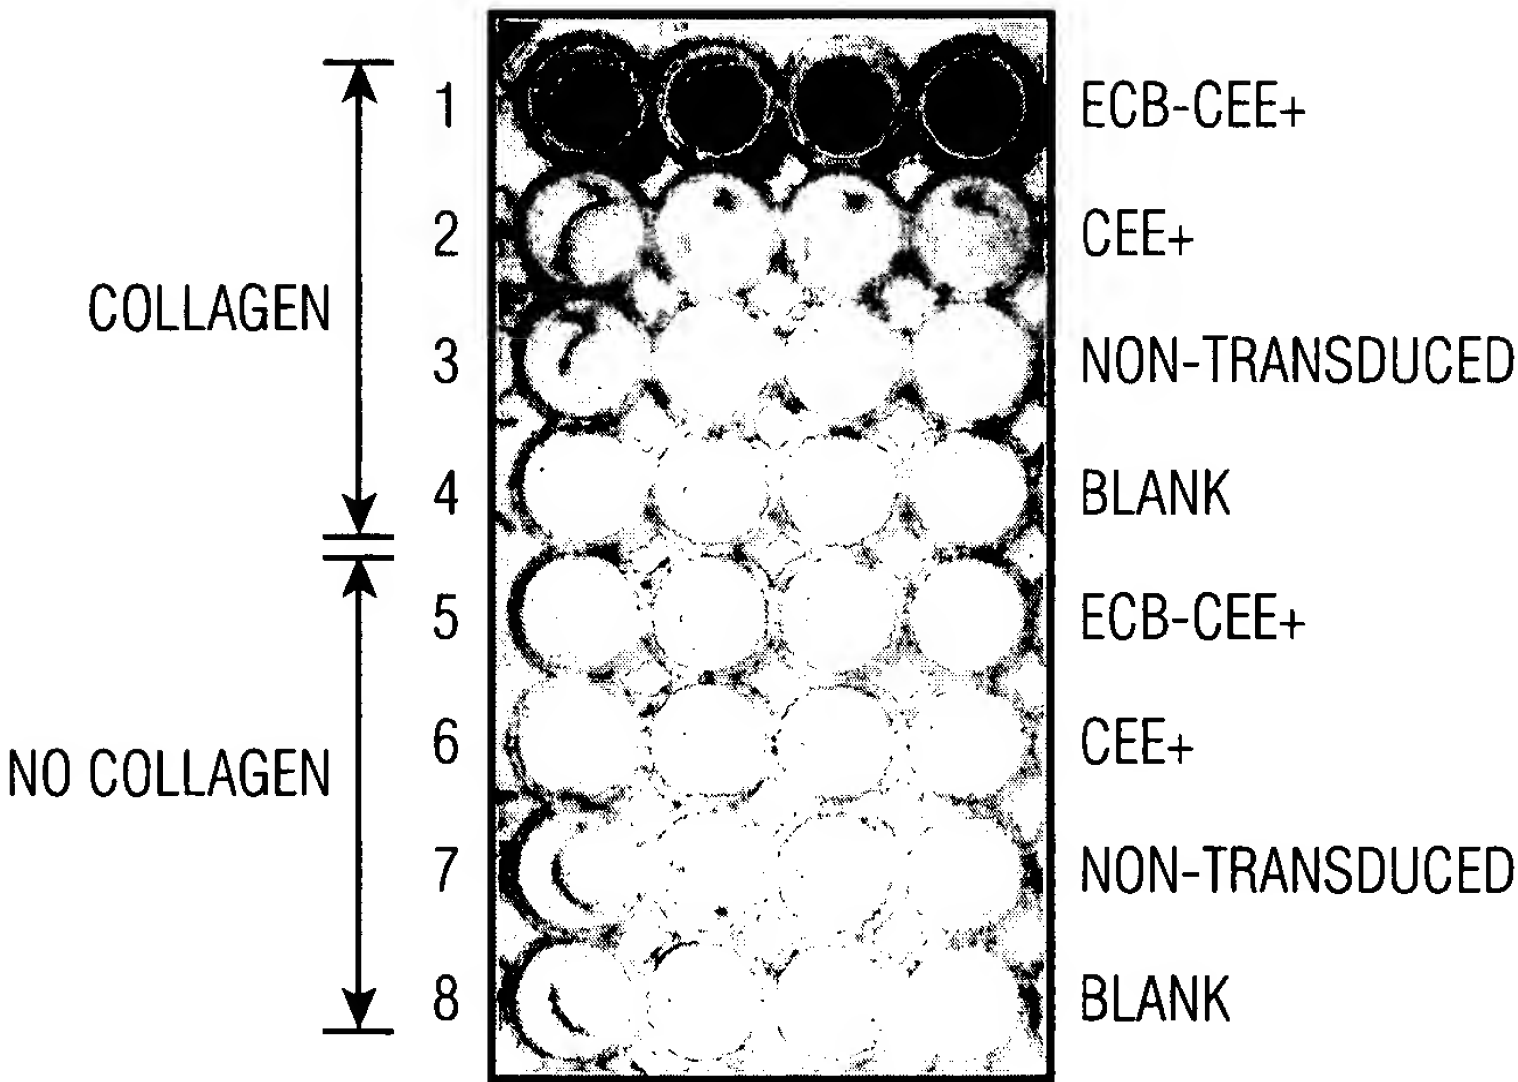 1 ECB-CEE+
2 CEE+
COLLAGEN
3 NON-TRANSDUCED
4 BLANK
5 ECB-CEE+
6 CEE+
NO COLLAGEN
7 NON-TRANSDUCED
8 BLANK